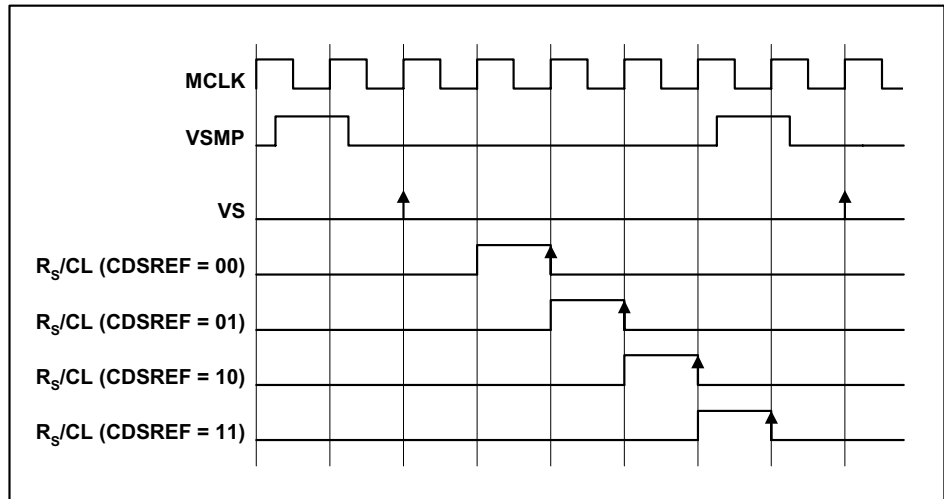 MCLK
VSMP
VS
RS/CL (CDSREF = 00)
RS/CL (CDSREF = 01)
RS/CL (CDSREF = 10)
RS/CL (CDSREF = 11)